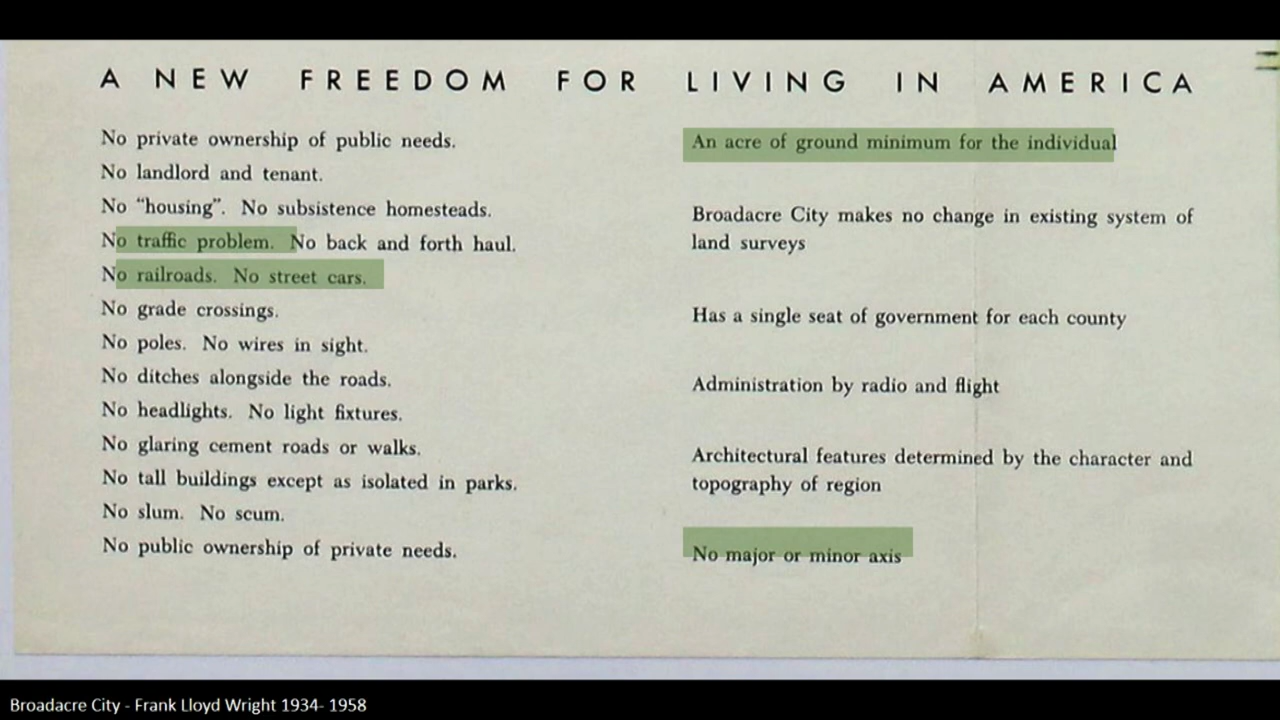 A NEW FREEDOM FOR LIVING IN AMERICA
No private ownership of public needs.
No landlord and tenant.
No “housing”. No subsistence homesteads.
No traffic problem. No back and forth haul.
No railroads. No street cars.
No grade crossings.
No poles. No wires in sight.
No ditches alongside the roads.
No headlights. No light fixtures.
No glaring cement roads or walks.
No tall buildings except as isolated in parks.
No slum. No scum.
No public ownership of private needs.
An acre of ground minimum for the individual
Broadacre City makes no change in existing system of
land surveys
Has a single seat of government for each county
Administration by radio and flight
Architectural features determined by the character and
topography of region
No major or minor axis
Broadacre City - Frank Lloyd Wright 1934- 1958